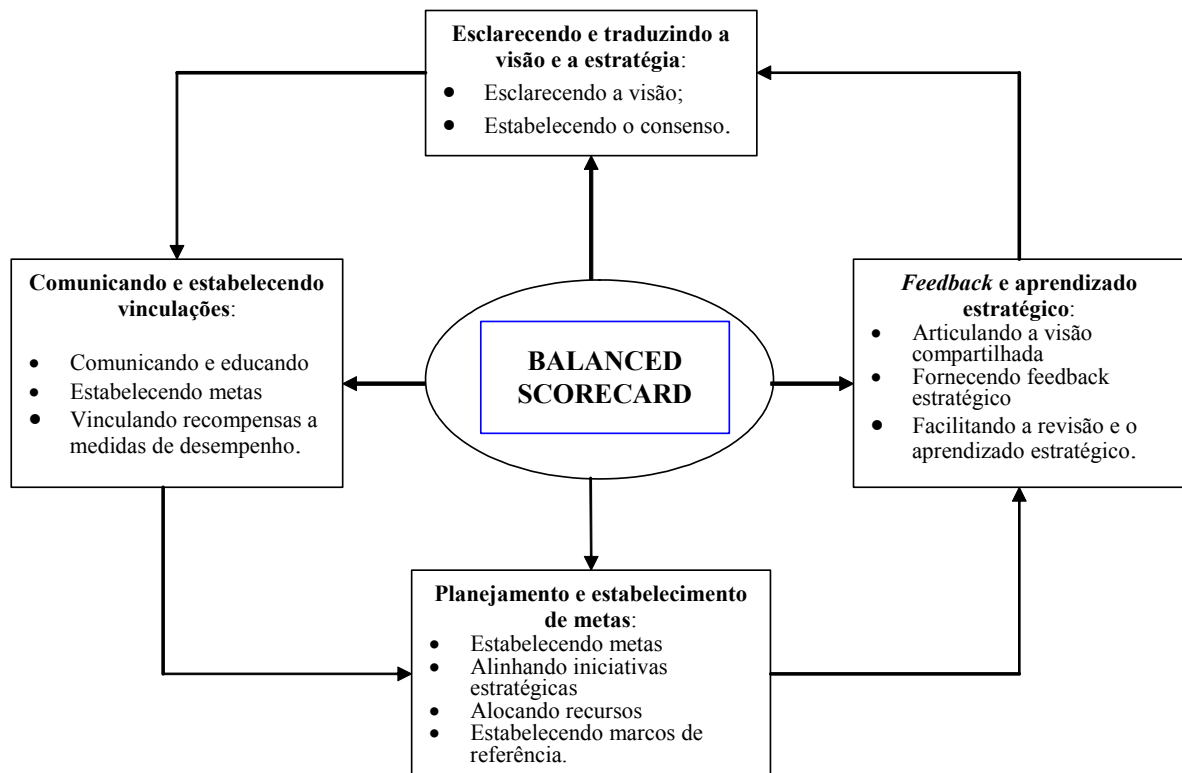 Esclarecendo e traduzindo a
visão e a estratégia:
• Esclarecendo a visão;
• Estabelecendo o consenso.
Comunicando e estabelecendo
vinculações:
• Comunicando e educando
• Estabelecendo metas
• Vinculando recompensas a
medidas de desempenho.
BALANCED
SCORECARD
Feedback e aprendizado
estratégico:
• Articulando a visão
compartilhada
• Fornecendo feedback
estratégico
• Facilitando a revisão e o
aprendizado estratégico.
Planejamento e estabelecimento
de metas:
• Estabelecendo metas
• Alinhando iniciativas
estratégicas
• Alocando recursos
• Estabelecendo marcos de
referência.